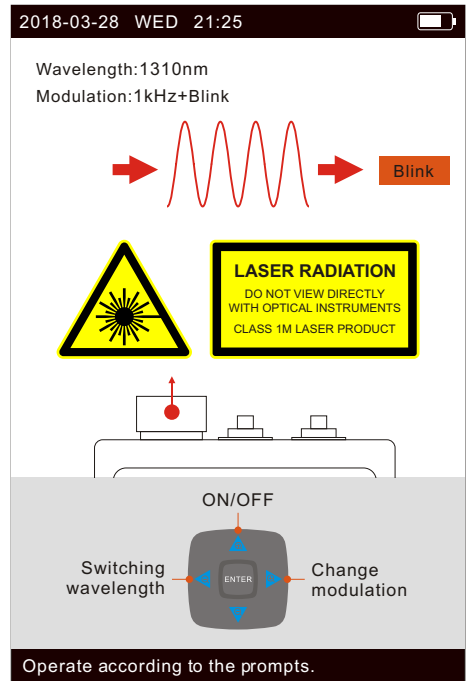 2018-03-28 WED 21:25
Wavelength:1310nm
Modulation:1kHz+Blink
Blink
LASER RADIATION
DO NOT VIEW DIRECTLY
WITH OPTICAL INSTRUMENTS
CLASS 1M LASER PRODUCT
ON/OFF
Switching
wavelength
ENTER
Change
modulation
Operate according to the prompts.